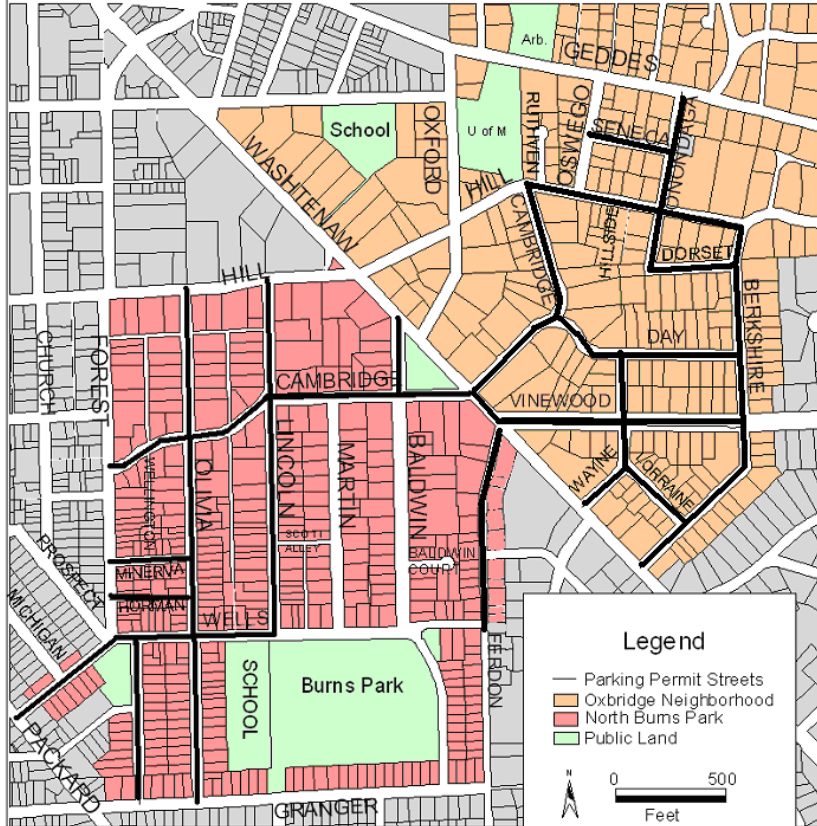 Arb.
GEDDES
School
OXFORD
U of M
RUTHVEN
OSWEGO
SENECA
ONONDAGA
WASHTENAW
HILL
CAMBRIDGE
HILLSIDE
DORSET
HILL
BERKSHIRE
CHURCH
FOREST
DAY
CAMBRIDGE
VINEWOOD
WELLINGTON
OLIVIA
LINCOLN
MARTIN
BALDWIN
WAYNE
LORRAINE
SCOTT
ALLEY
BALDWIN
COURT
PROSPECT
MINERVA
MICHIGAN
NORMAN
WELLS
FERDON
SCHOOL
Burns Park
PACKARD
GRANGER
Legend
Parking Permit Streets
Oxbridge Neighborhood
North Burns Park
Public Land
N
0 500
Feet